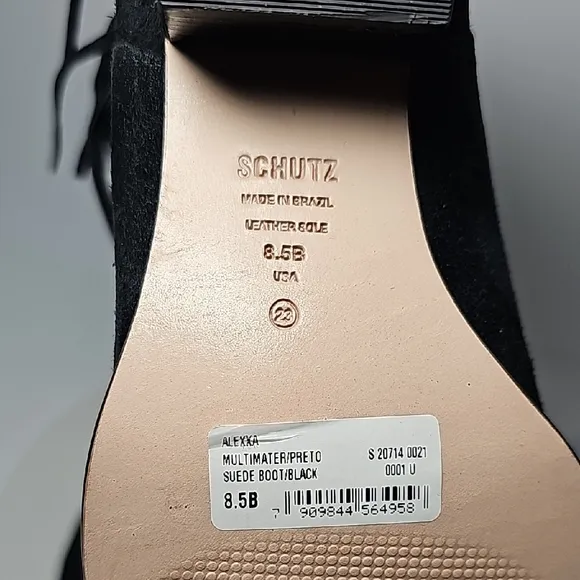 SCHUTZ
MADE IN BRAZIL
LEATHER SOLE
8.5B
USA
23
ALEXXA
MULTIMATER/PRETO S 20714 0021
SUEDE BOOT/BLACK 0001 U
8.5B
7 909844 564958